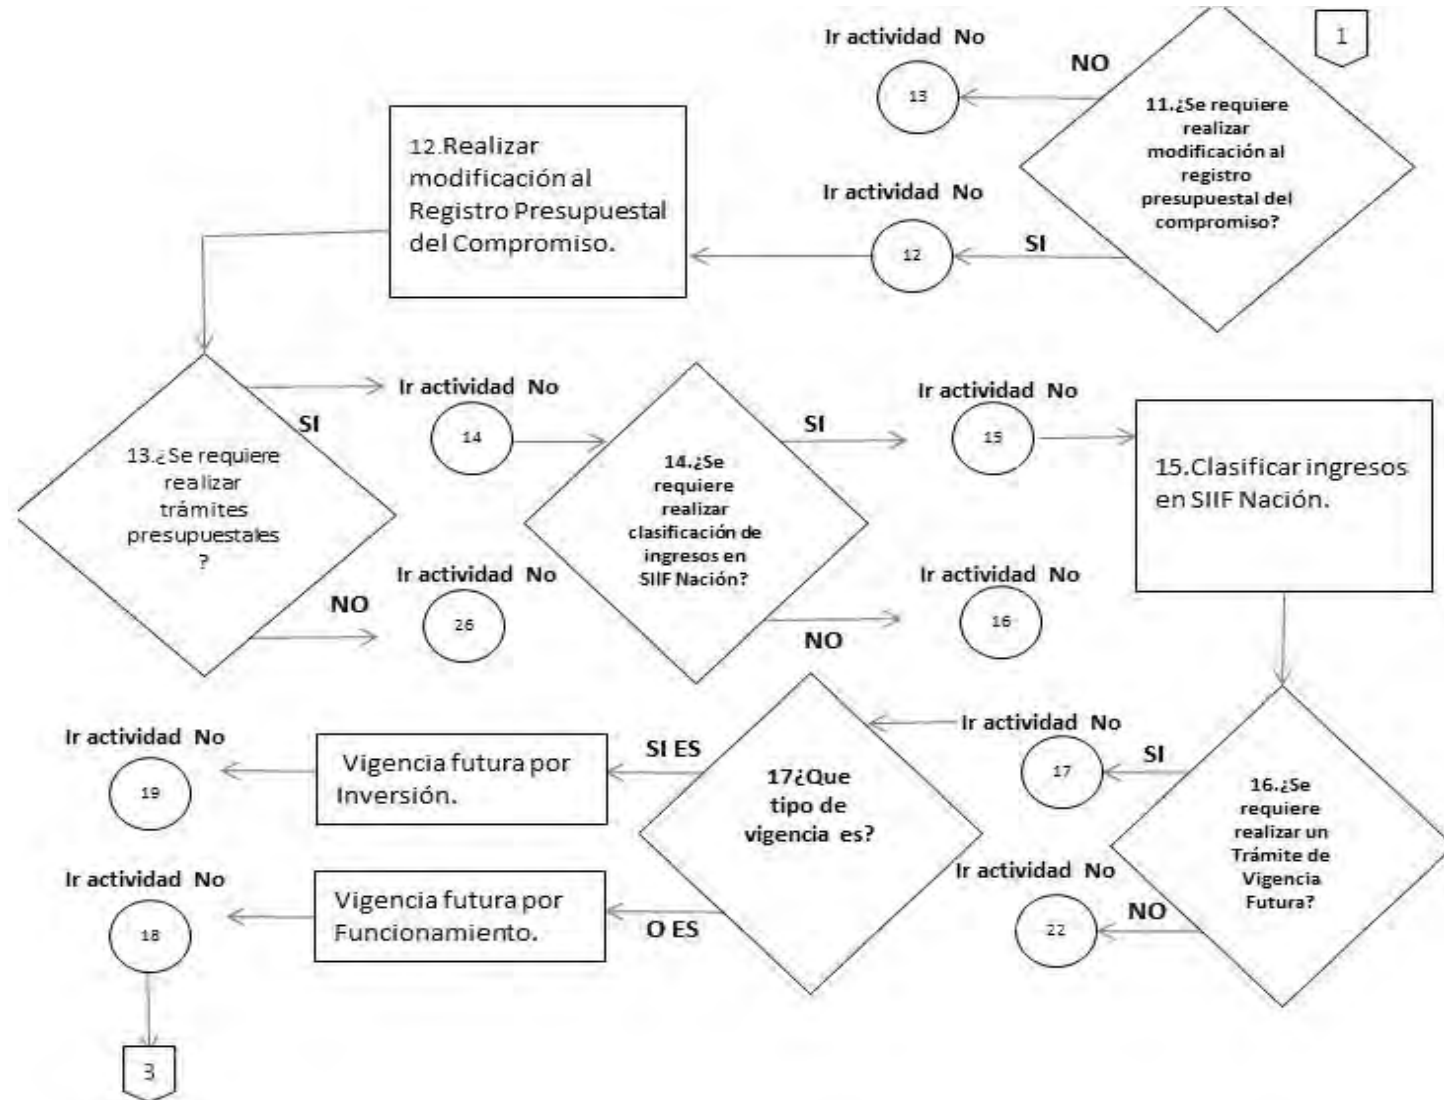 1
Ir actividad No
13
NO
11.¿Se requiere
realizar
modificación al
registro
presupuestal del
compromiso?
Ir actividad No
12
SI
12.Realizar
modificación al
Registro Presupuestal
del Compromiso.
13.¿Se requiere
realizar
trámites
presupuestales
?
SI
Ir actividad No
14
NO
Ir actividad No
26
14.¿Se
requiere
realizar
clasificación de
ingresos en
SIIF Nación?
SI
Ir actividad No
15
NO
Ir actividad No
16
15.Clasificar ingresos
en SIIF Nación.
16.¿Se
requiere
realizar un
Trámite de
Vigencia
Futura?
SI
Ir actividad No
17
NO
Ir actividad No
22
17¿Que
tipo de
vigencia es?
SI ES
Vigencia futura por
Inversión.
Ir actividad No
19
O ES
Vigencia futura por
Funcionamiento.
Ir actividad No
18
3